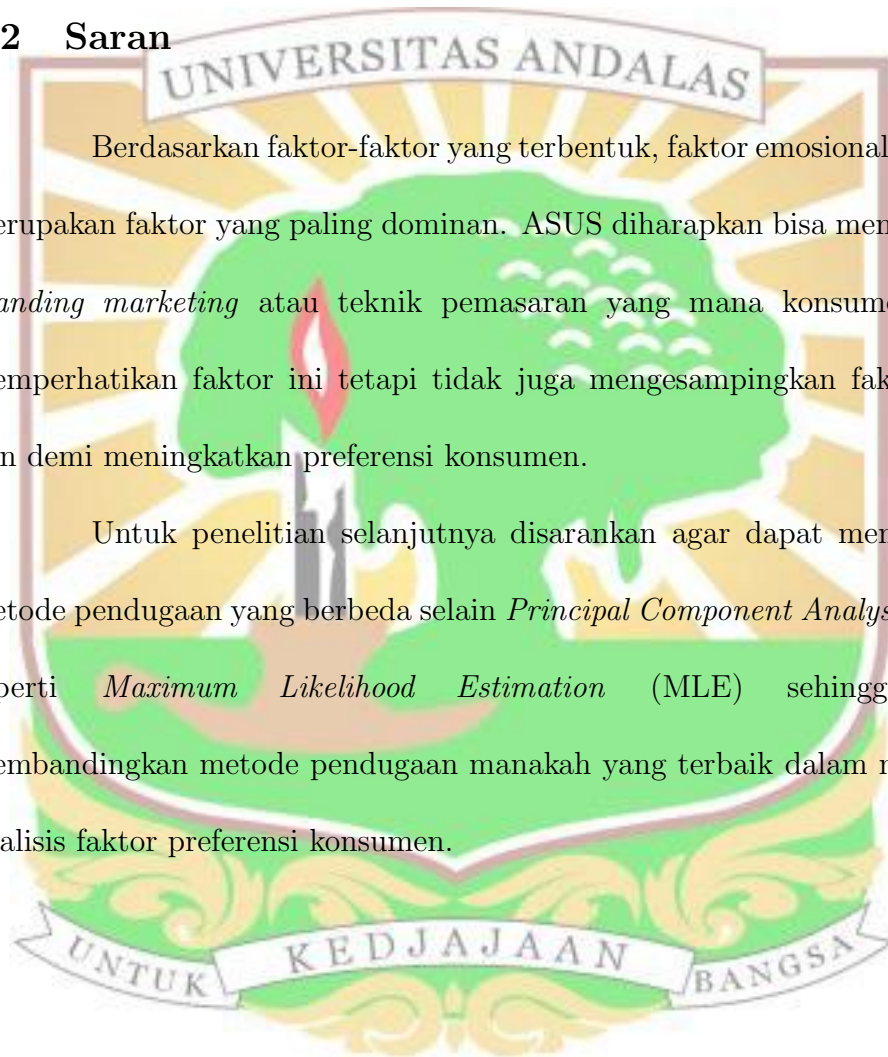 2 Saran
UNIVERSITAS ANDALAS
Berdasarkan faktor-faktor yang terbentuk, faktor emosional
erupakan faktor yang paling dominan. ASUS diharapkan bisa men
anding marketing atau teknik pemasaran yang mana konsum
emperhatikan faktor ini tetapi tidak juga mengesampingkan fak
n demi meningkatkan preferensi konsumen.
Untuk penelitian selanjutnya disarankan agar dapat men
etode pendugaan yang berbeda selain Principal Component Analys
perti Maximum Likelihood Estimation (MLE) sehingg
embandingkan metode pendugaan manakah yang terbaik dalam
alisis faktor preferensi konsumen.
UNTUK KEDJAJAAN BANGSA